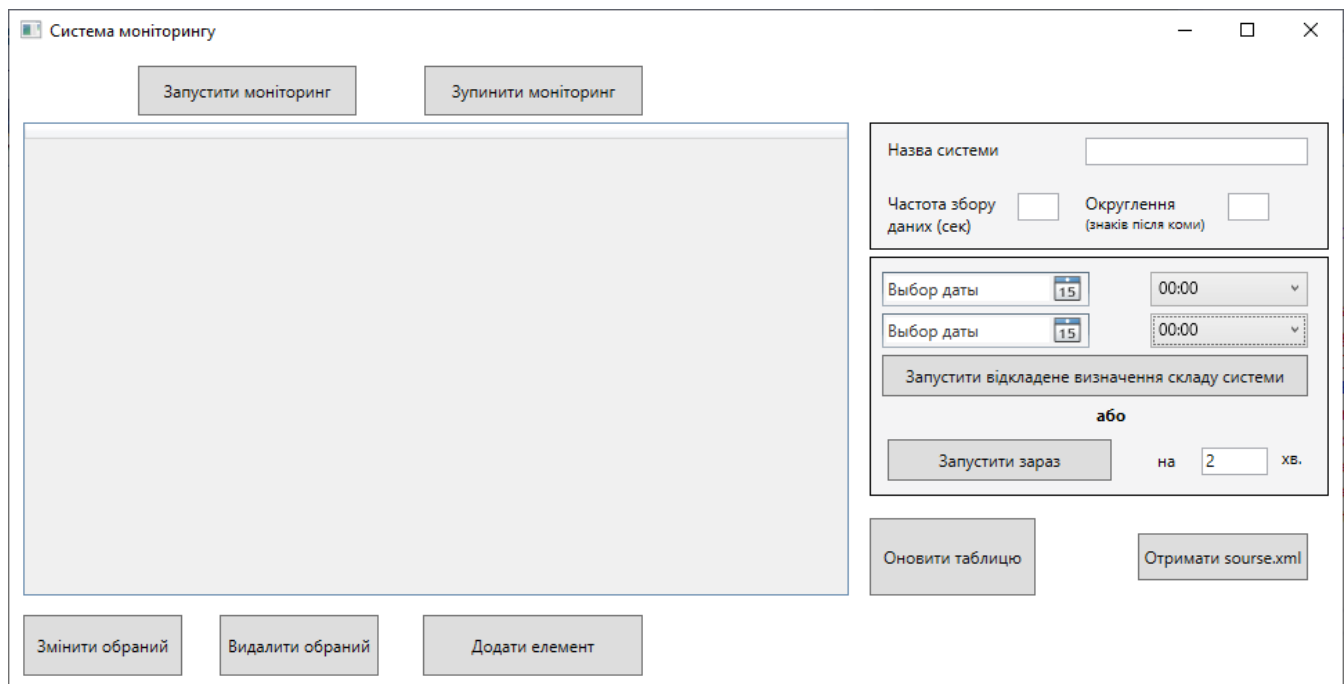 Система моніторингу
Запустити моніторинг
Зупинити моніторинг
Назва системи
Частота збору
даних (сек)
Округлення
(знаків після коми)
Выбор даты 15
00:00
Выбор даты 15
00:00
Запустити відкладене визначення складу системи
або
Запустити зараз
на 2 хв.
Оновити таблицю
Отримати sourse.xml
Змінити обраний
Видалити обраний
Додати елемент